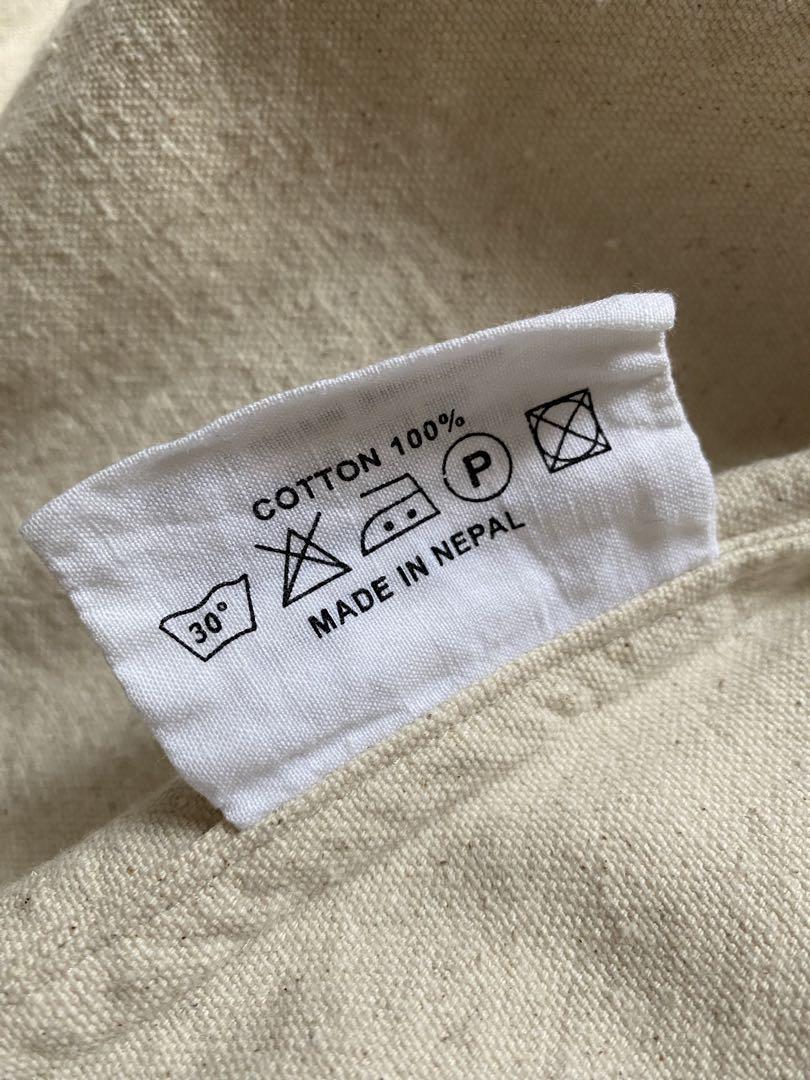 COTTON 100%
30°
P
MADE IN NEPAL